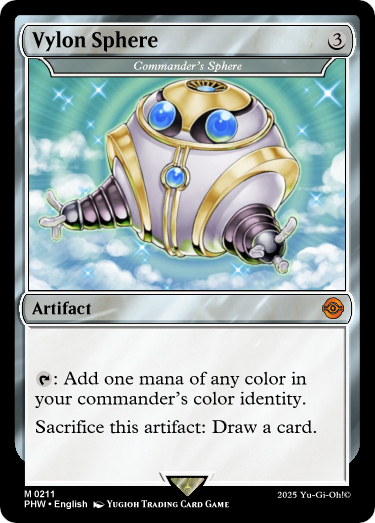 Vylon Sphere 3
Commander's Sphere
Artifact
: Add one mana of any color in
your commander's color identity.
Sacrifice this artifact: Draw a card.
M 0211
PHW • English Yugioh Trading Card Game
2025 Yu-Gi-Oh!©